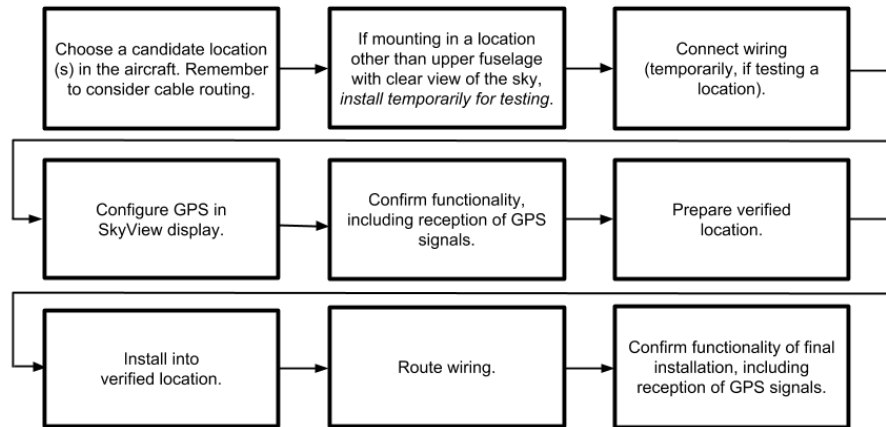 Choose a candidate location
(s) in the aircraft. Remember
to consider cable routing.
If mounting in a location
other than upper fuselage
with clear view of the sky,
install temporarily for testing.
Connect wiring
(temporarily, if testing a
location).
Configure GPS in
SkyView display.
Confirm functionality,
including reception of GPS
signals.
Prepare verified
location.
Install into
verified location.
Route wiring.
Confirm functionality of final
installation, including
reception of GPS signals.